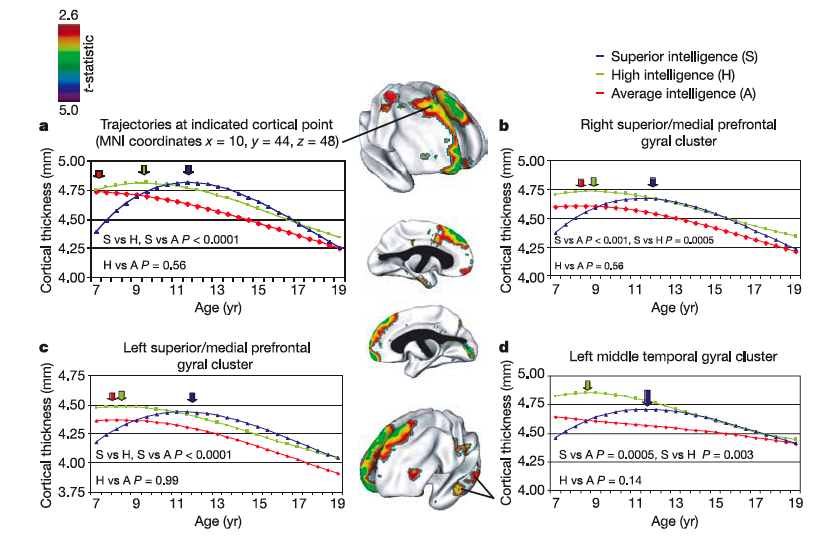 2.6
t-statistic
5.0
Superior intelligence (S)
High intelligence (H)
Average intelligence (A)
a
Trajectories at indicated cortical point
(MNI coordinates x = 10, y = 44, z = 48)
Cortical thickness (mm)
5.00
4.75
4.50
4.25
4.00
S vs H, S vs A P < 0.0001
H vs A P = 0.56
7 9 11 13 15 17 19
Age (yr)
b
Right superior/medial prefrontal
gyral cluster
Cortical thickness (mm)
5.00
4.75
4.50
4.25
4.00
S vs A P < 0.001, S vs H P = 0.0005
H vs A P = 0.56
7 9 11 13 15 17 19
Age (yr)
c
Left superior/medial prefrontal
gyral cluster
Cortical thickness (mm)
4.75
4.50
4.25
4.00
3.75
S vs H, S vs A P < 0.0001
H vs A P = 0.99
7 9 11 13 15 17 19
Age (yr)
d
Left middle temporal gyral cluster
Cortical thickness (mm)
5.00
4.75
4.50
4.25
4.00
S vs A P = 0.0005, S vs H P = 0.003
H vs A P = 0.14
7 9 11 13 15 17 19
Age (yr)